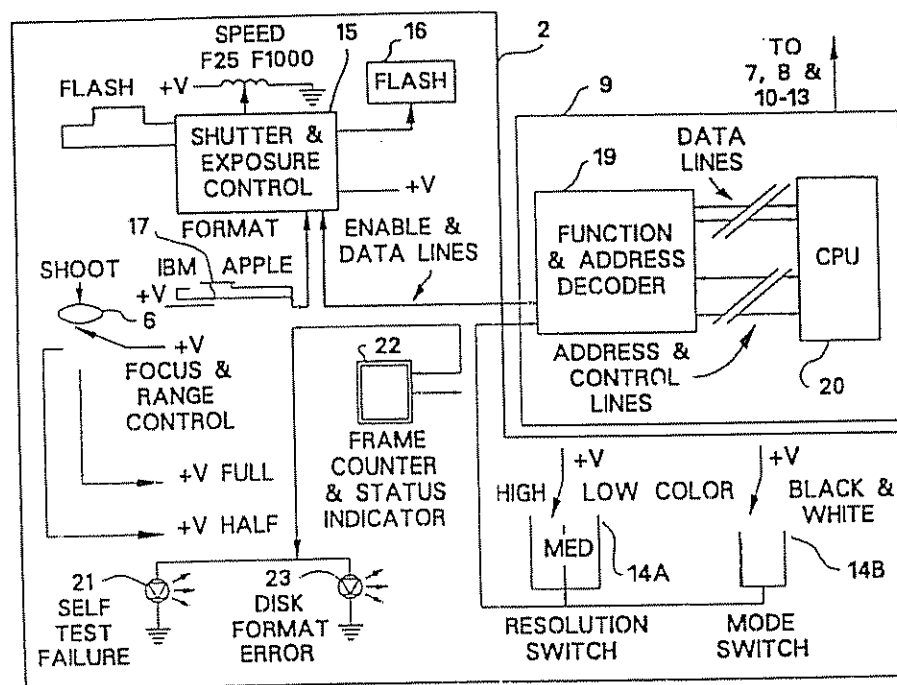 SPEED
F25 F1000
15
16
2
TO
7, 8 &
10-13
FLASH
+V
FLASH
9
SHUTTER &
EXPOSURE
CONTROL
+V
19
DATA
LINES
FORMAT
17
ENABLE &
DATA LINES
FUNCTION
& ADDRESS
DECODER
CPU
SHOOT
IBM APPLE
+V
6
+V
FOCUS &
RANGE
CONTROL
22
ADDRESS &
CONTROL
LINES
20
FRAME
COUNTER
& STATUS
INDICATOR
+V FULL
+V HALF
+V
+V
HIGH LOW COLOR
BLACK &
WHITE
MED
14A
14B
21
SELF
TEST
FAILURE
23
DISK
FORMAT
ERROR
RESOLUTION
SWITCH
MODE
SWITCH